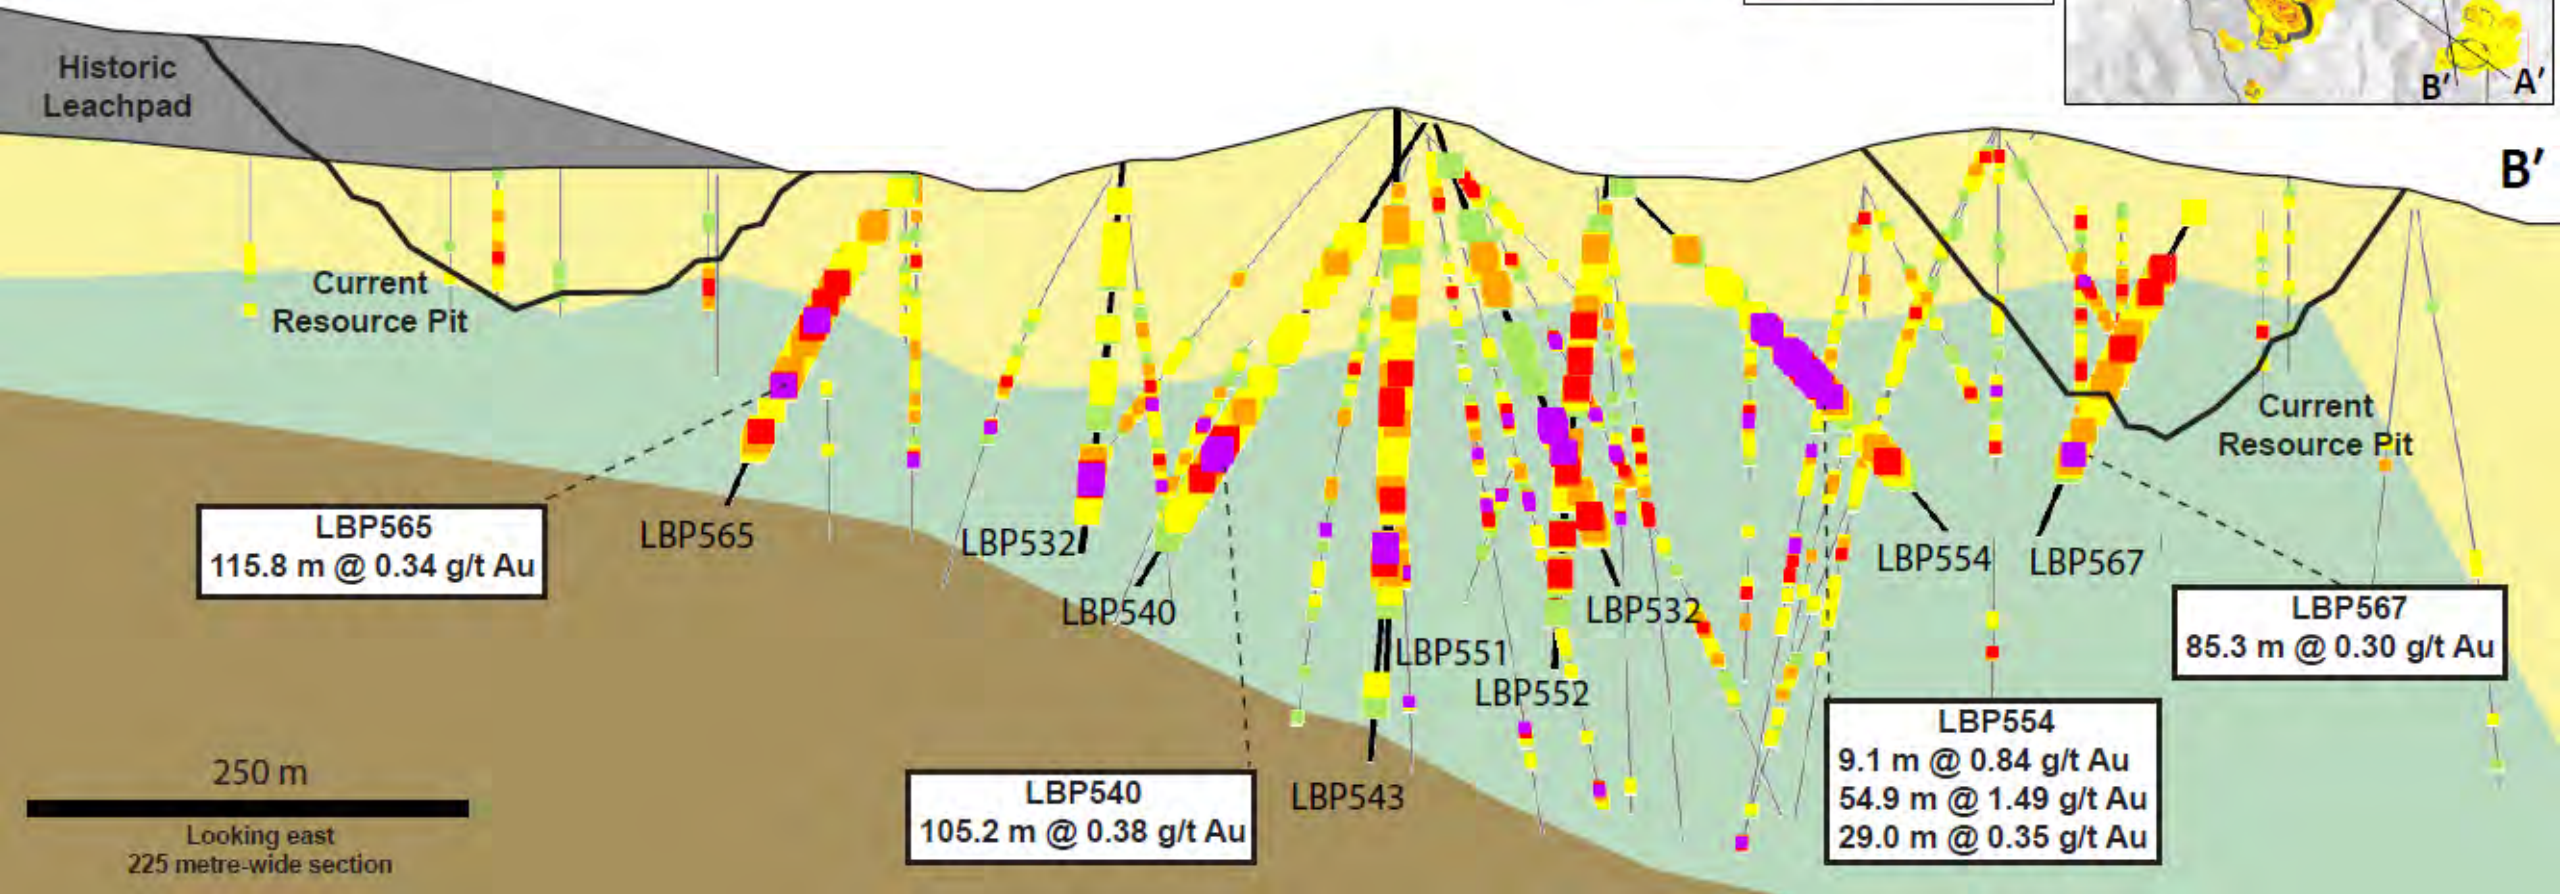 B′
A′
B′
Historic
Leachpad
Current
Resource Pit
Current
Resource Pit
LBP565
115.8 m @ 0.34 g/t Au
LBP565
LBP532
LBP540
LBP551
LBP552
LBP532
LBP554
LBP567
LBP567
85.3 m @ 0.30 g/t Au
LBP540
105.2 m @ 0.38 g/t Au
LBP543
LBP554
9.1 m @ 0.84 g/t Au
54.9 m @ 1.49 g/t Au
29.0 m @ 0.35 g/t Au
250 m
Looking east
225 metre-wide section